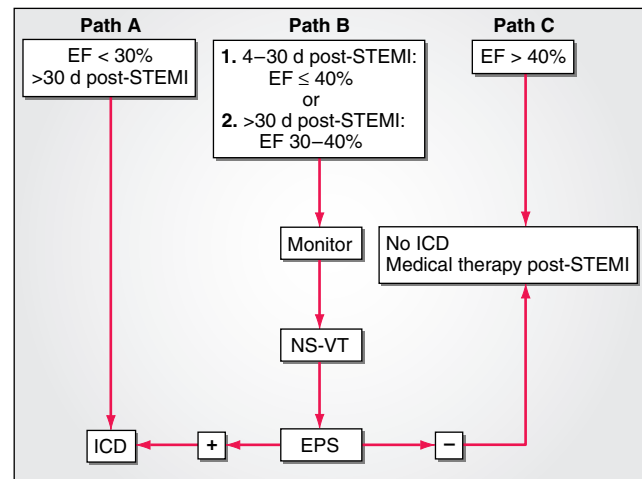 Path A
EF < 30%
>30 d post-STEMI
Path B
1. 4–30 d post-STEMI:
EF ≤ 40%
or
2. >30 d post-STEMI:
EF 30–40%
Path C
EF > 40%
Monitor
No ICD
Medical therapy post-STEMI
NS-VT
ICD
+
EPS
–